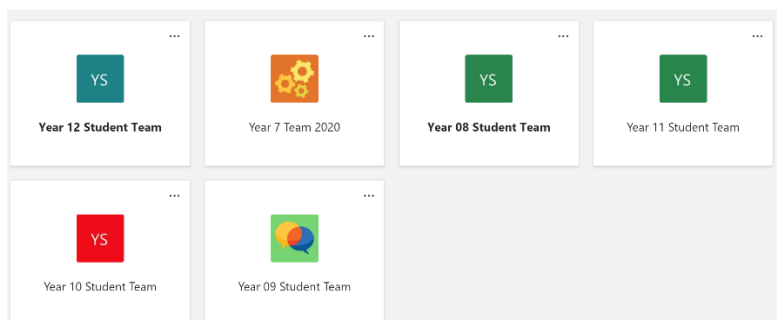 ...
YS
Year 12 Student Team
...
Year 7 Team 2020
...
YS
Year 08 Student Team
...
YS
Year 11 Student Team
...
YS
Year 10 Student Team
...
Year 09 Student Team